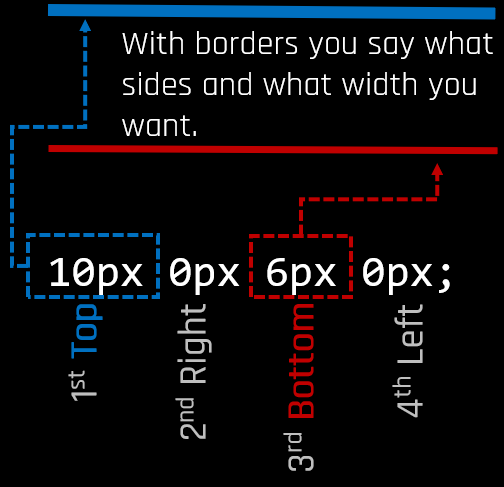 With borders you say what
sides and what width you
want.
10px 0px 6px 0px;
1st Top
2nd Right
3rd Bottom
4th Left